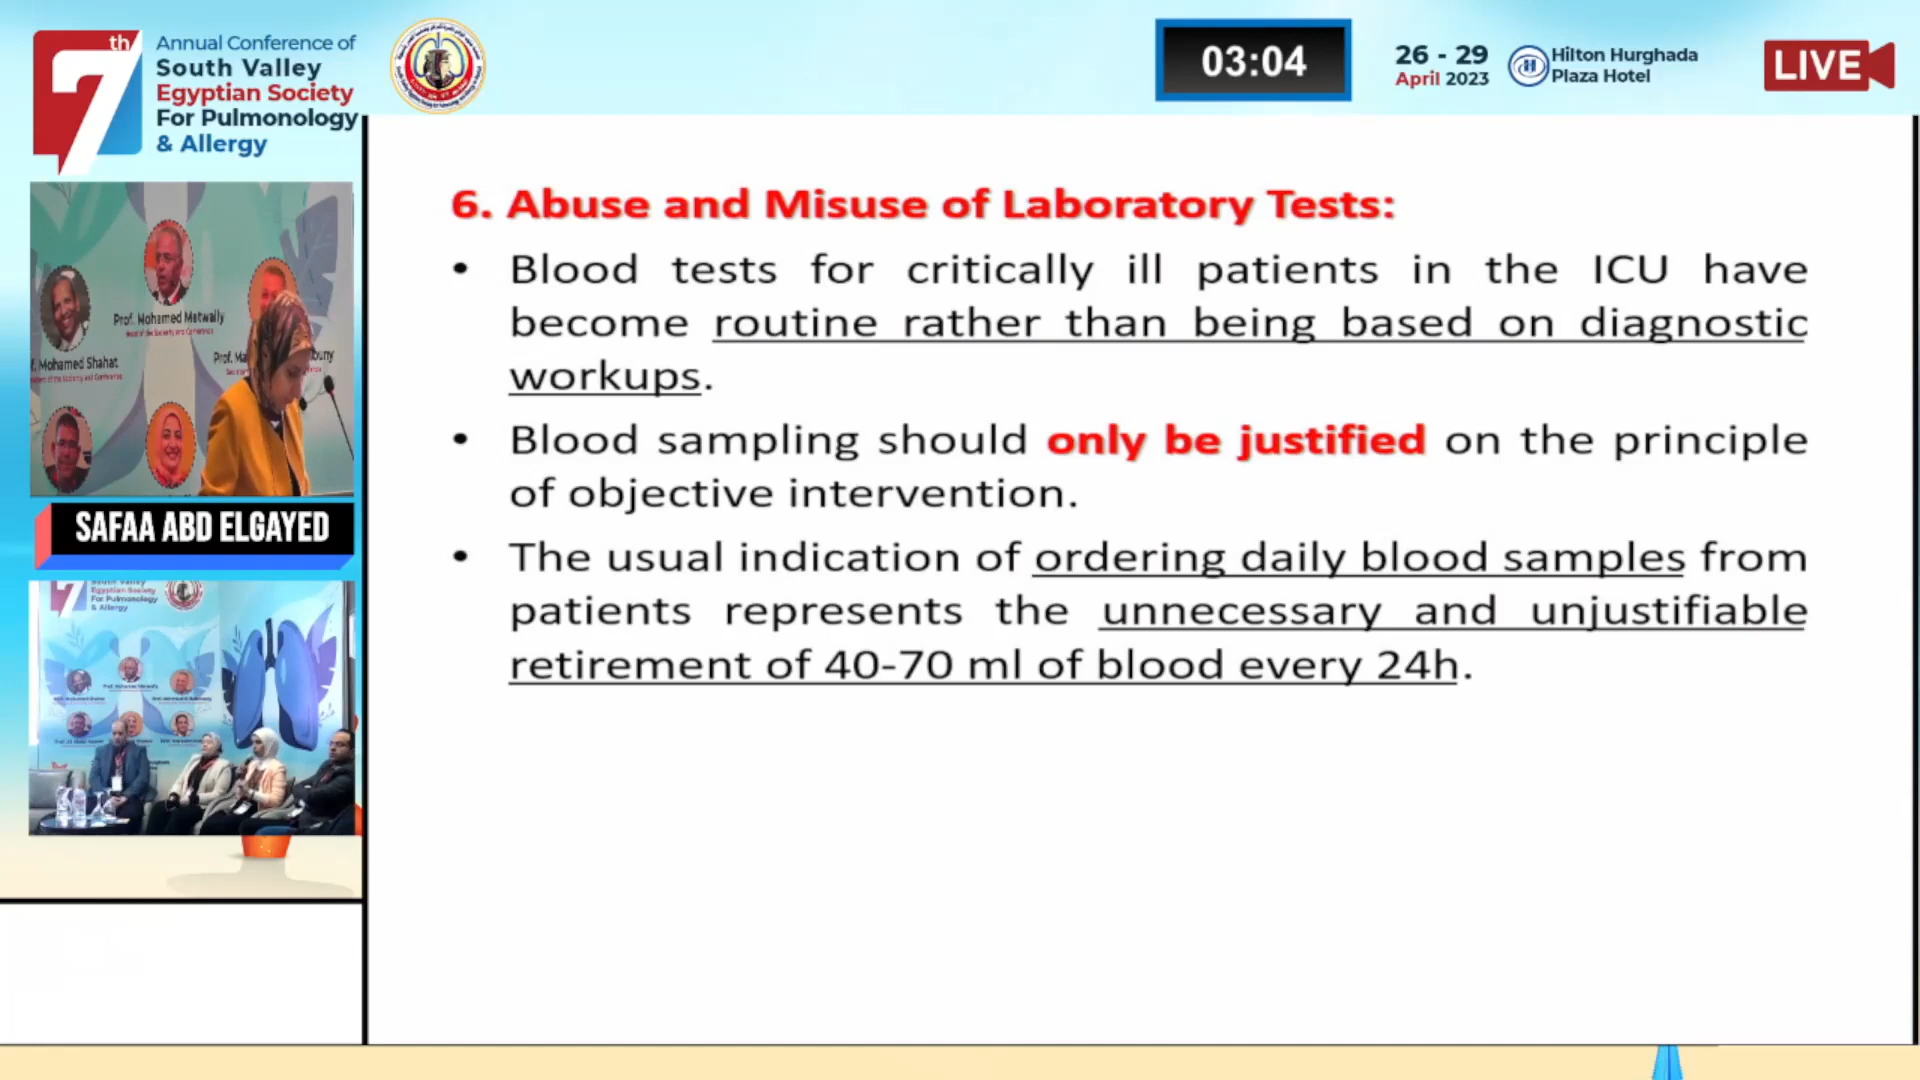 7th
Annual Conference of
South Valley
Egyptian Society
For Pulmonology
& Allergy
03:04
26 - 29
April 2023
Hilton Hurghada
Plaza Hotel
LIVE
Prof. Mohamed Metwally
Mohamed Shahat
SAFAA ABD ELGAYED
South Valley
Egyptian Society
For Pulmonology
& Allergy
6. Abuse and Misuse of Laboratory Tests:
• Blood tests for critically ill patients in the ICU have
become routine rather than being based on diagnostic
workups.
• Blood sampling should only be justified on the principle
of objective intervention.
• The usual indication of ordering daily blood samples from
patients represents the unnecessary and unjustifiable
retirement of 40-70 ml of blood every 24h.